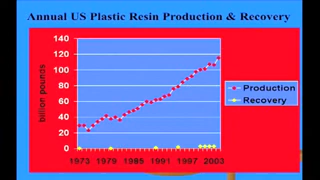 Annual US Plastic Resin Production & Recovery
140
120
100
80
60
40
20
0
billion pounds
1973 1979 1985 1991 1997 2003
Production
Recovery